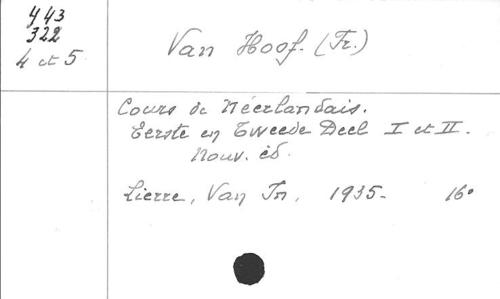 443
322
4 et 5
Van Hoof. (Fr.)
Cours de Néerlandais.
Eerste en Tweede Deel I et II.
Nouv. éd.
Lierre, Van In, 1935- 16°